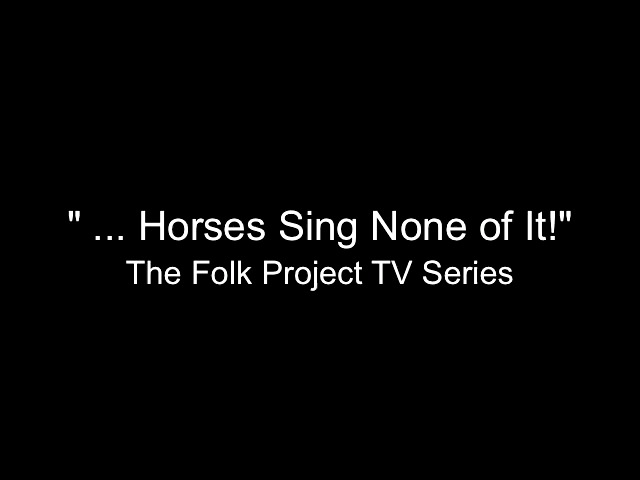 " ... Horses Sing None of It!"
The Folk Project TV Series